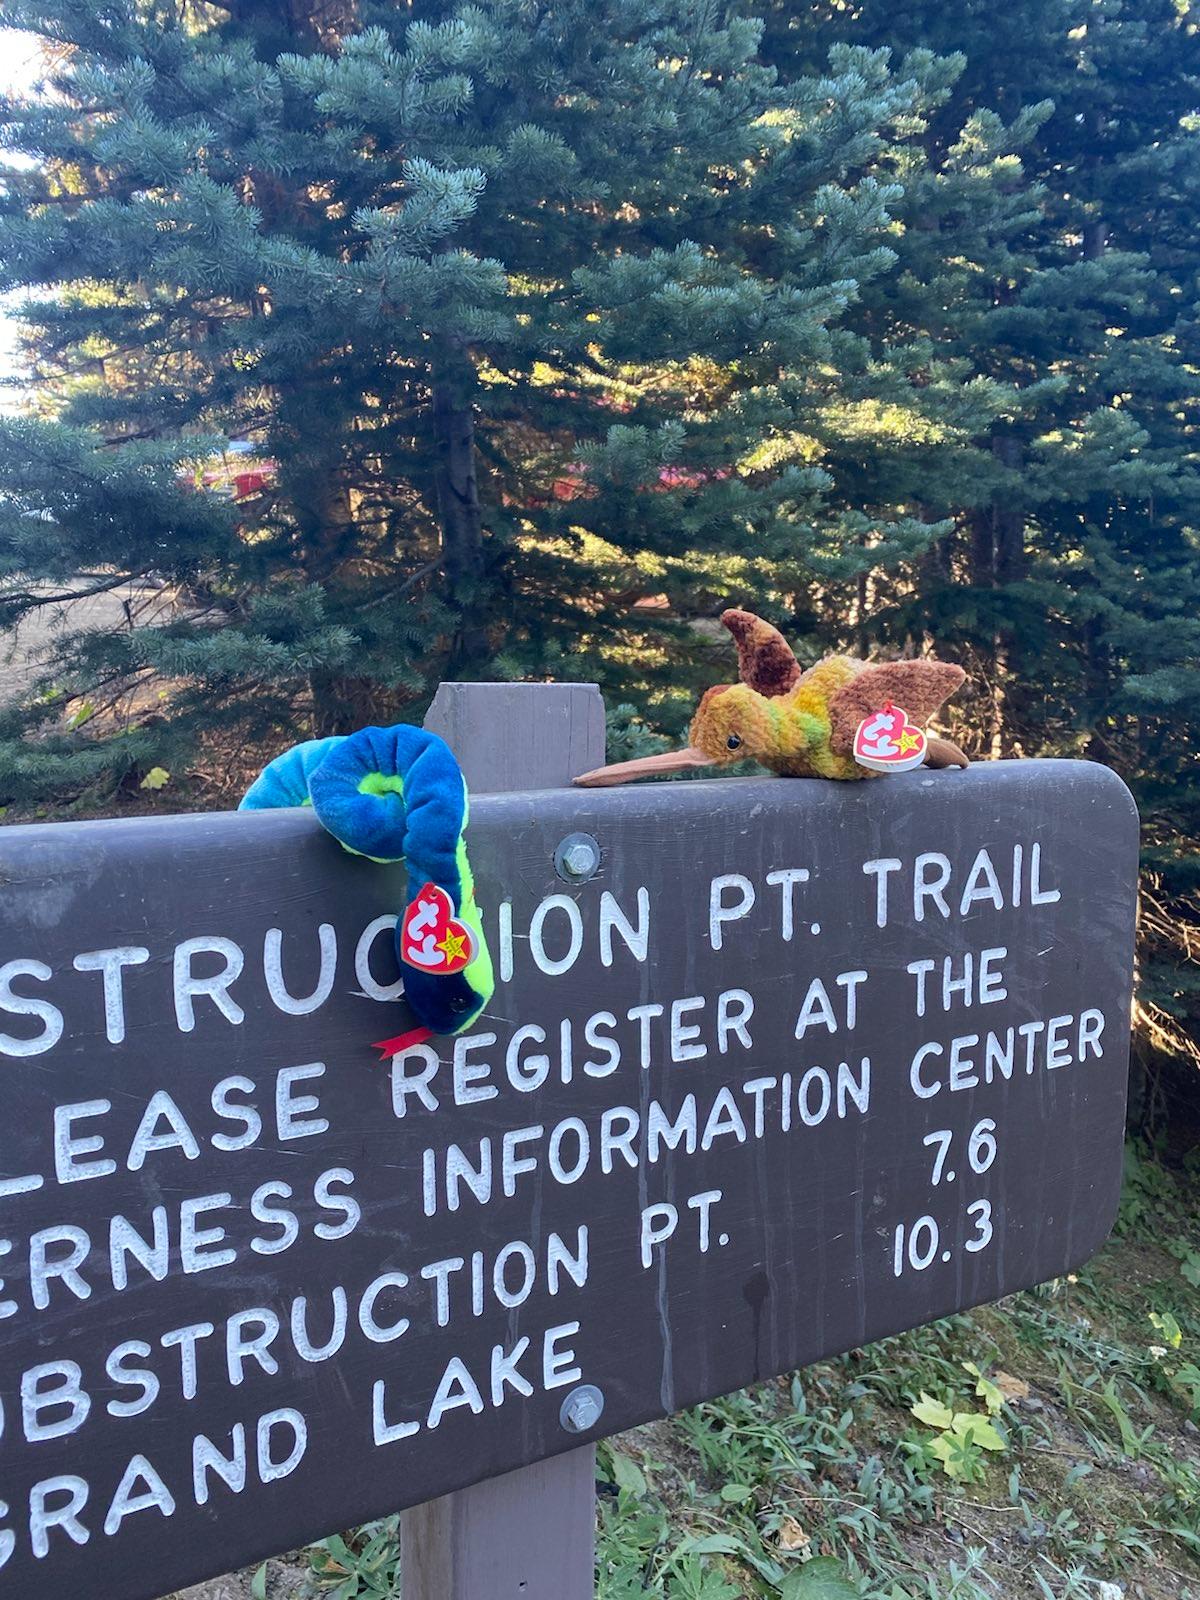 ty
ty
STRUC ION PT. TRAIL
LEASE REGISTER AT THE
ERNESS INFORMATION CENTER
OBSTRUCTION PT. 7.6
GRAND LAKE 10.3